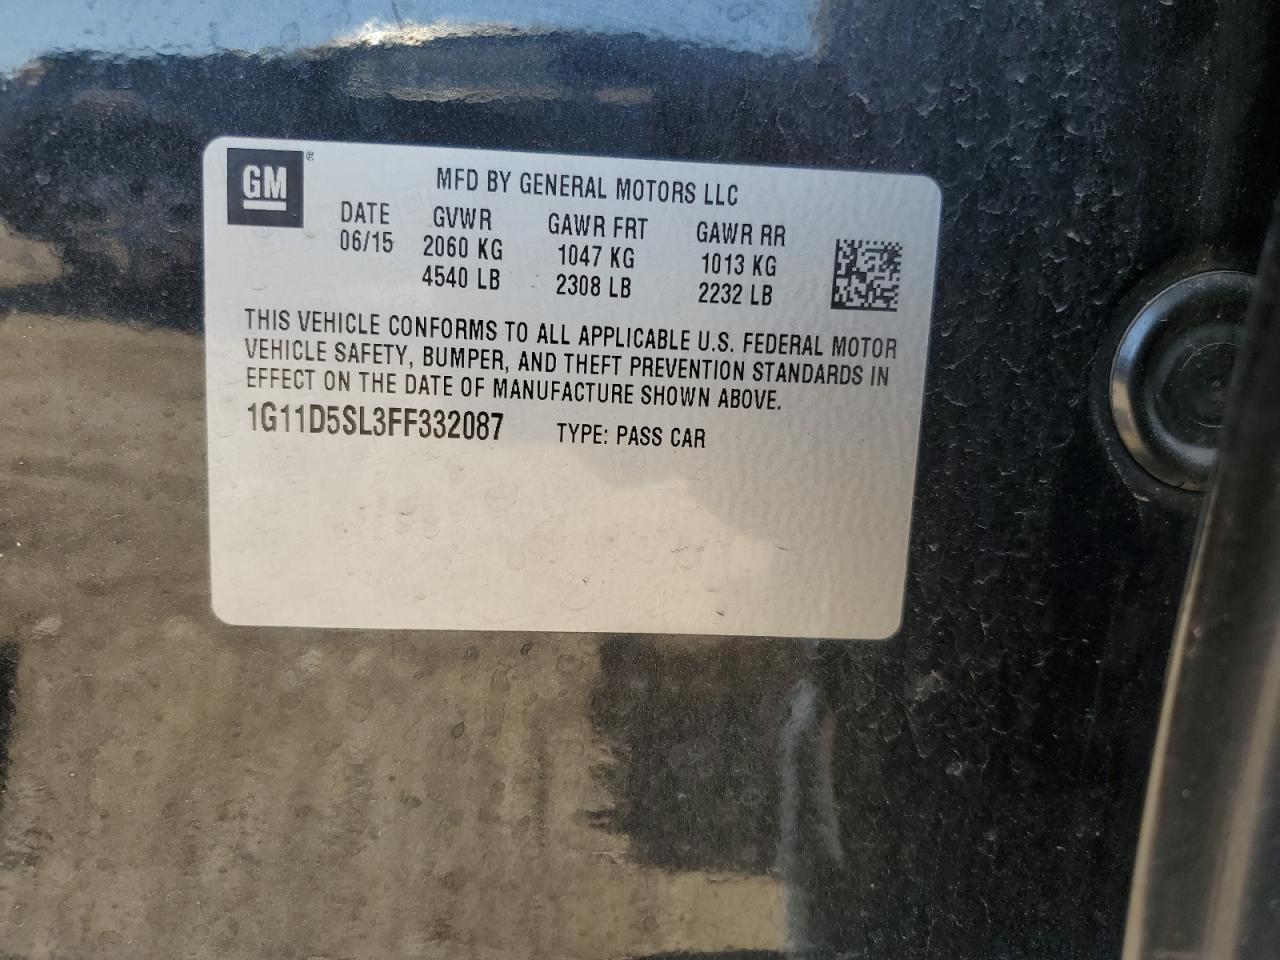 GM ®
MFD BY GENERAL MOTORS LLC
DATE GVWR GAWR FRT GAWR RR
06/15 2060 KG 1047 KG 1013 KG
4540 LB 2308 LB 2232 LB
THIS VEHICLE CONFORMS TO ALL APPLICABLE U.S. FEDERAL MOTOR
VEHICLE SAFETY, BUMPER, AND THEFT PREVENTION STANDARDS IN
EFFECT ON THE DATE OF MANUFACTURE SHOWN ABOVE.
1G11D5SL3FF332087 TYPE: PASS CAR